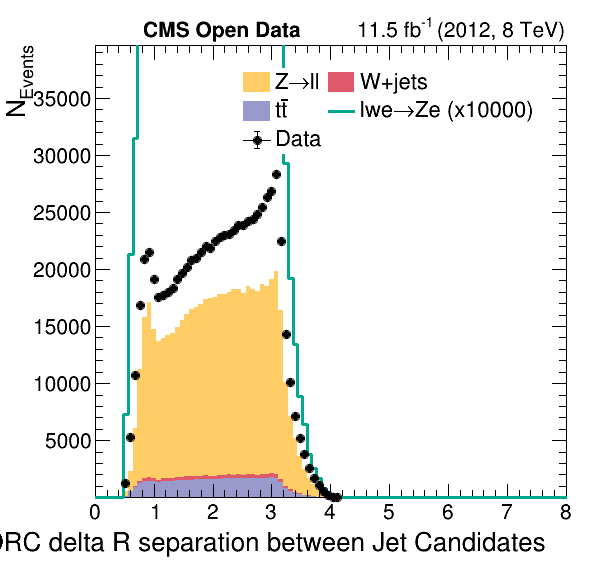 CMS Open Data 11.5 fb-1 (2012, 8 TeV)
NEvents
Z→ll W+jets
tt̄ lwe→Ze (x10000)
Data
35000
30000
25000
20000
15000
10000
5000
0 1 2 3 4 5 6 7 8
delta R separation between Jet Candidates